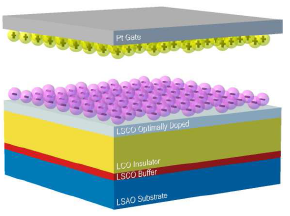 Pt Gate
LSCO Optimally Doped
LCO Insulator
LSCO Buffer
LSAO Substrate